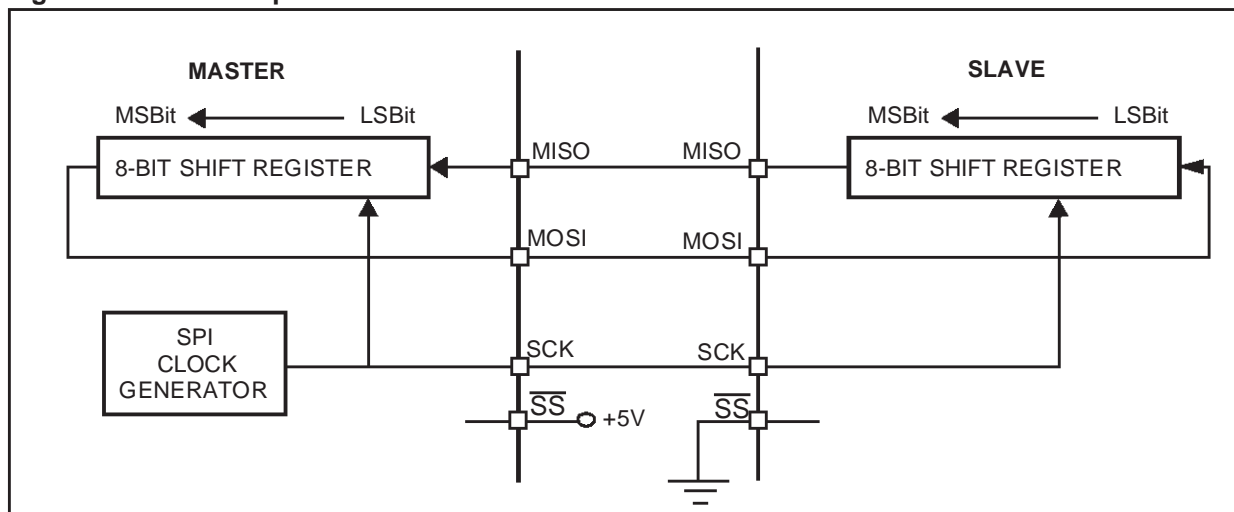 MASTER
SLAVE
MSBit LSBit
MSBit LSBit
8-BIT SHIFT REGISTER
8-BIT SHIFT REGISTER
MISO MISO
MOSI MOSI
SPI
CLOCK
GENERATOR
SCK SCK
SS +5V
SS